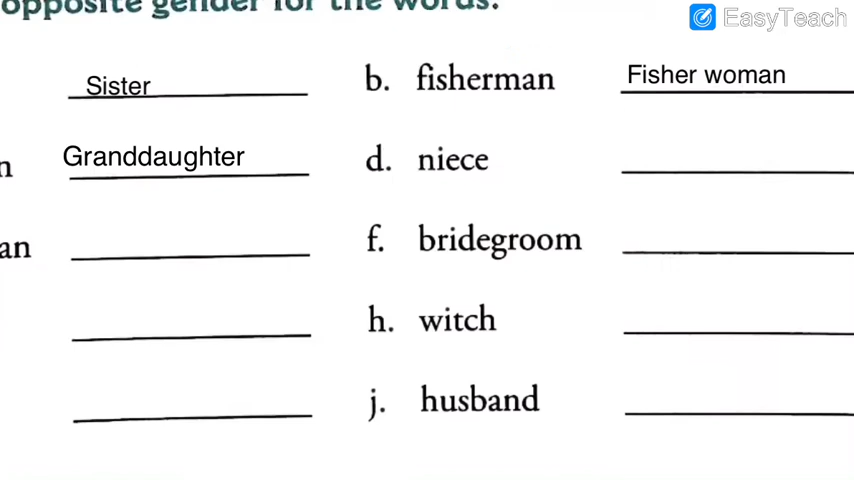 opposite gender for the words.
EasyTeach
Sister b. fisherman Fisher woman
n Granddaughter d. niece
an f. bridegroom
h. witch
j. husband